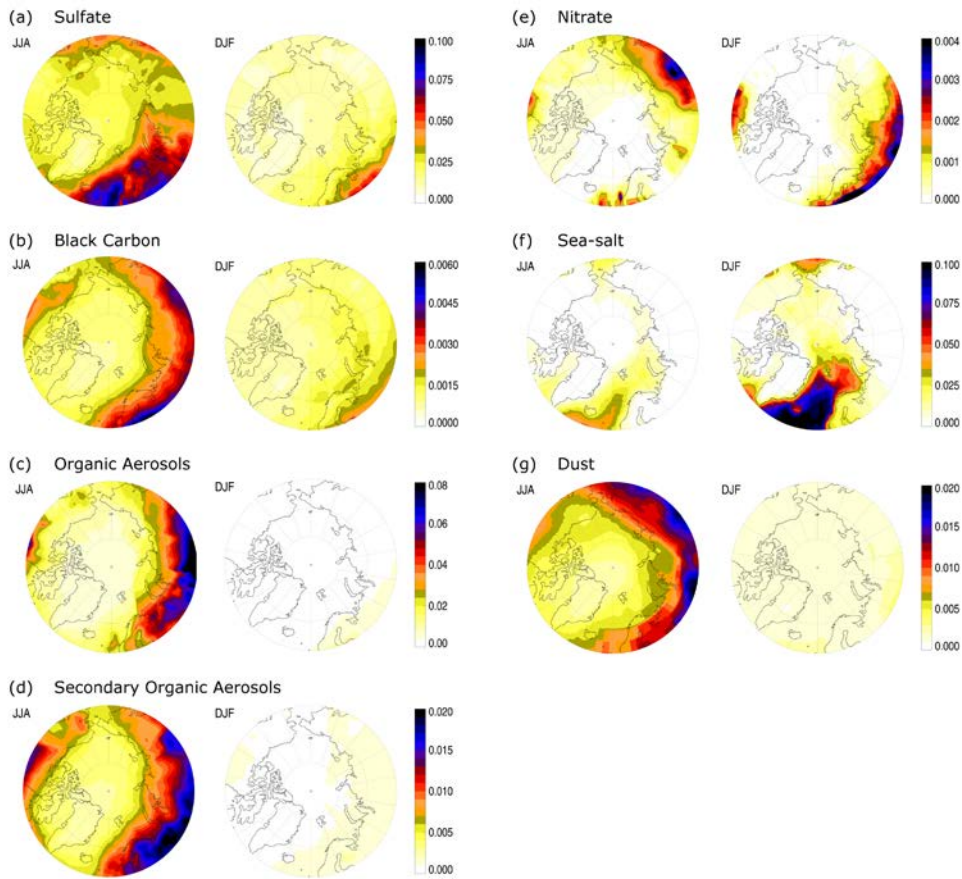 (a) Sulfate
JJA
DJF
0.100
0.075
0.050
0.025
0.000
(b) Black Carbon
JJA
DJF
0.0060
0.0045
0.0030
0.0015
0.0000
(c) Organic Aerosols
JJA
DJF
0.08
0.06
0.04
0.02
0.00
(d) Secondary Organic Aerosols
JJA
DJF
0.020
0.015
0.010
0.005
0.000
(e) Nitrate
JJA
DJF
0.004
0.003
0.002
0.001
0.000
(f) Sea-salt
JJA
DJF
0.100
0.075
0.050
0.025
0.000
(g) Dust
JJA
DJF
0.020
0.015
0.010
0.005
0.000